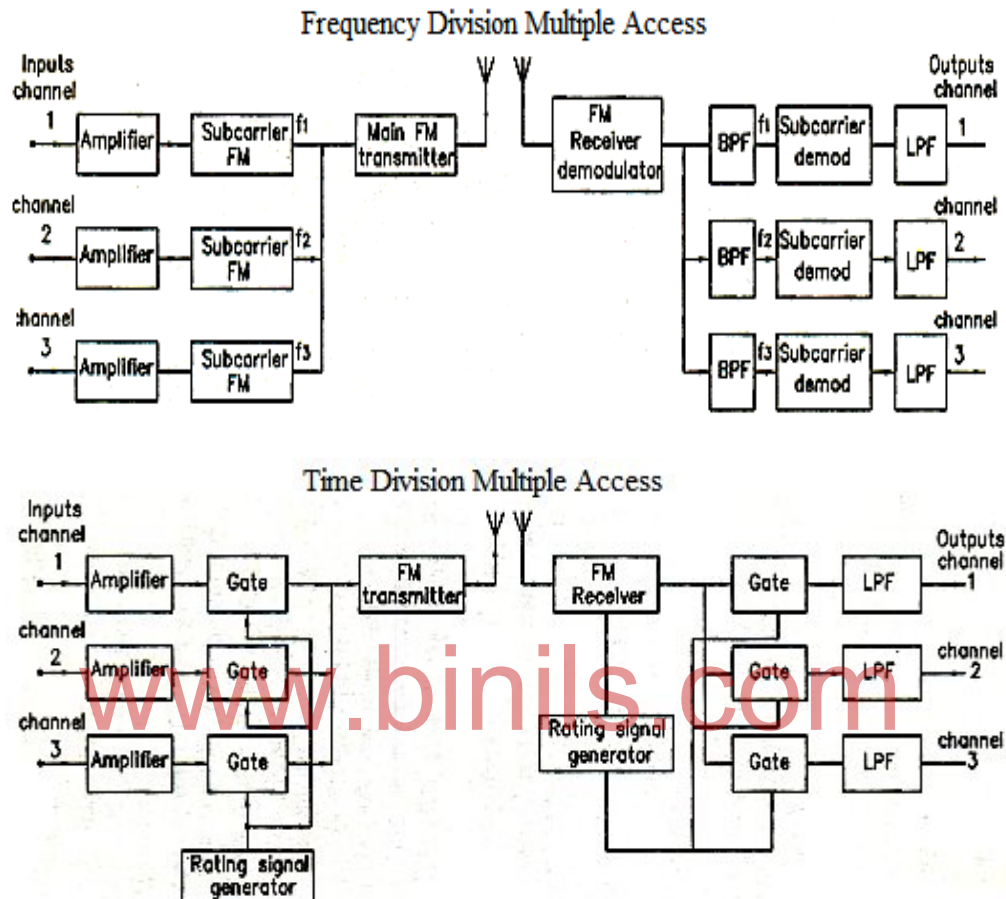 Frequency Division Multiple Access
Inputs
channel
1
Amplifier
Subcarrier
FM
f1
Main FM
transmitter
FM
Receiver
demodulator
BPF
f1
Subcarrier
demod
LPF
Outputs
channel
1
channel
2
Amplifier
Subcarrier
FM
f2
BPF
f2
Subcarrier
demod
LPF
channel
2
channel
3
Amplifier
Subcarrier
FM
f3
BPF
f3
Subcarrier
demod
LPF
channel
3
Time Division Multiple Access
Inputs
channel
1
Amplifier
Gate
FM
transmitter
FM
Receiver
Gate
LPF
Outputs
channel
1
channel
2
Amplifier
Gate
Gate
LPF
channel
2
www.binils.com
channel
3
Amplifier
Gate
Rating signal
generator
Gate
LPF
channel
3
Rating signal
generator